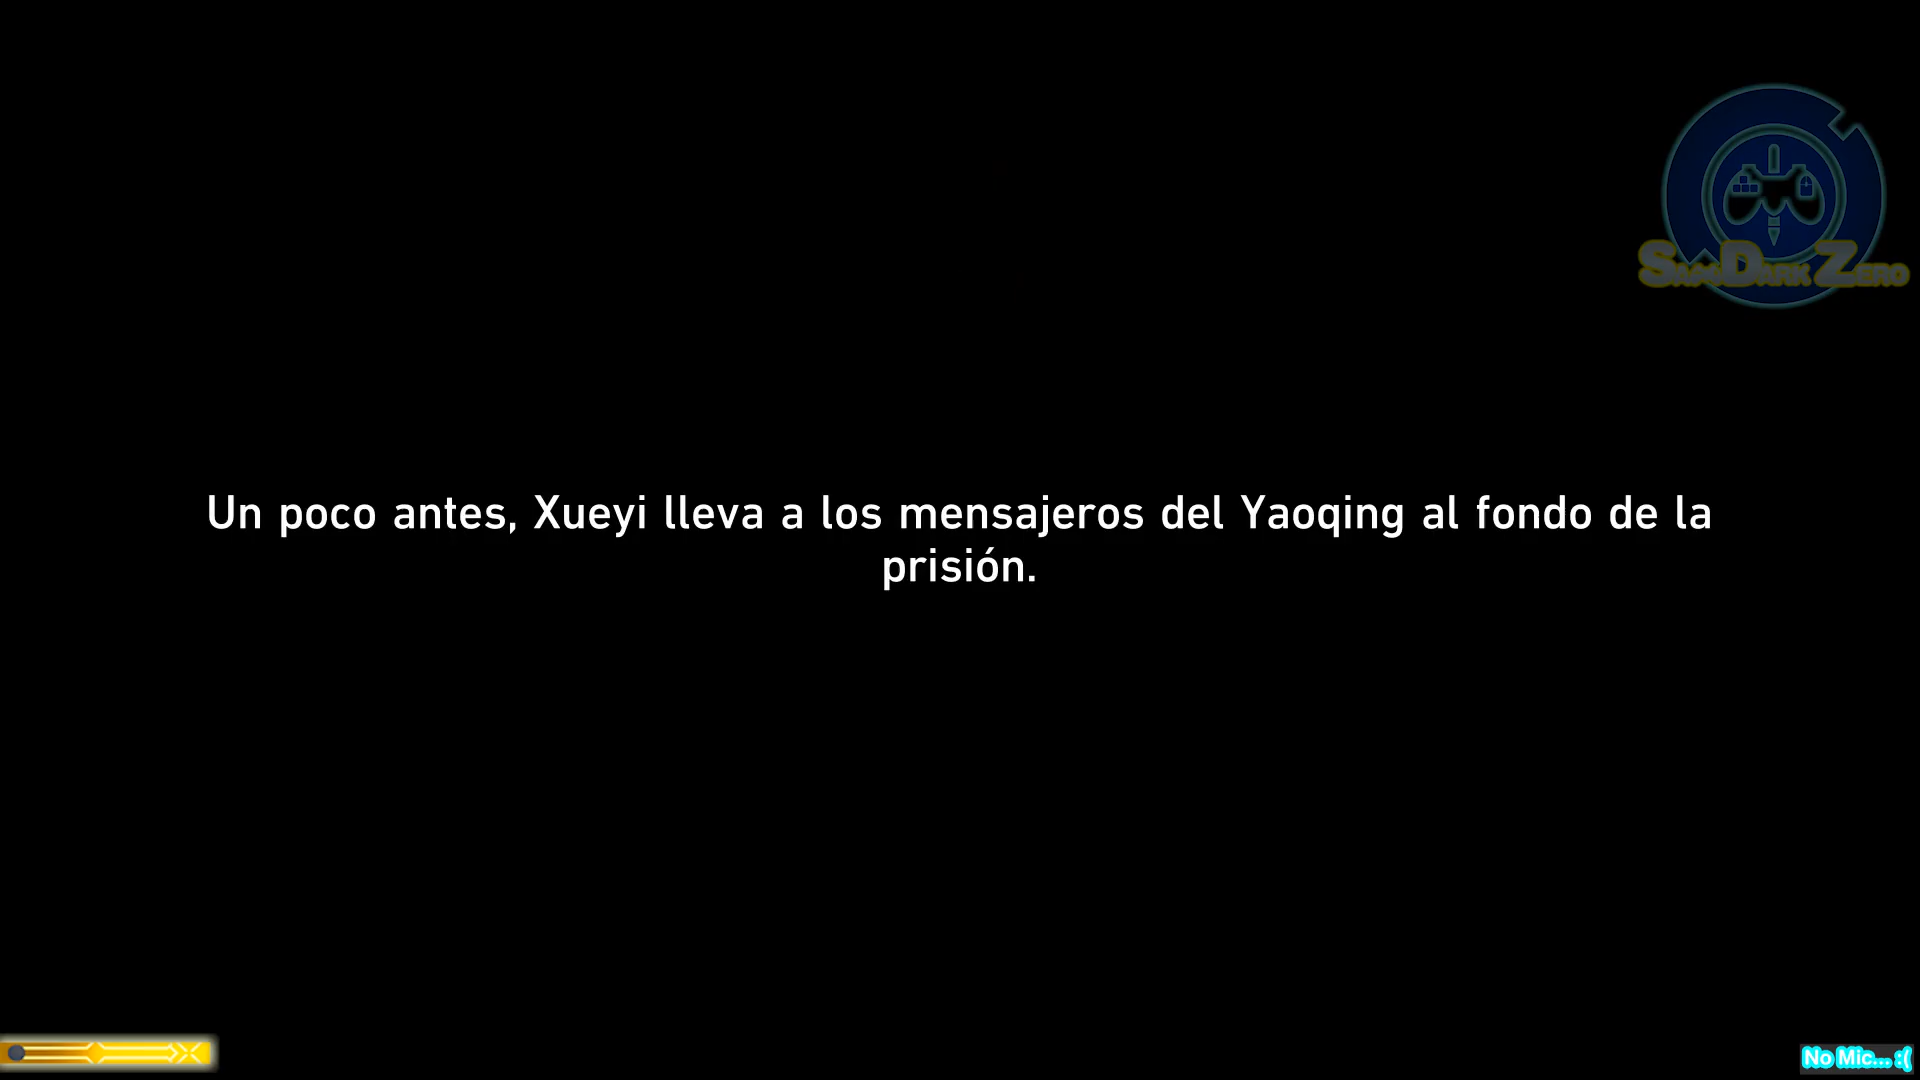 SamDark Zero
Un poco antes, Xueyi lleva a los mensajeros del Yaoqing al fondo de la
prisión.
No Mic... :(